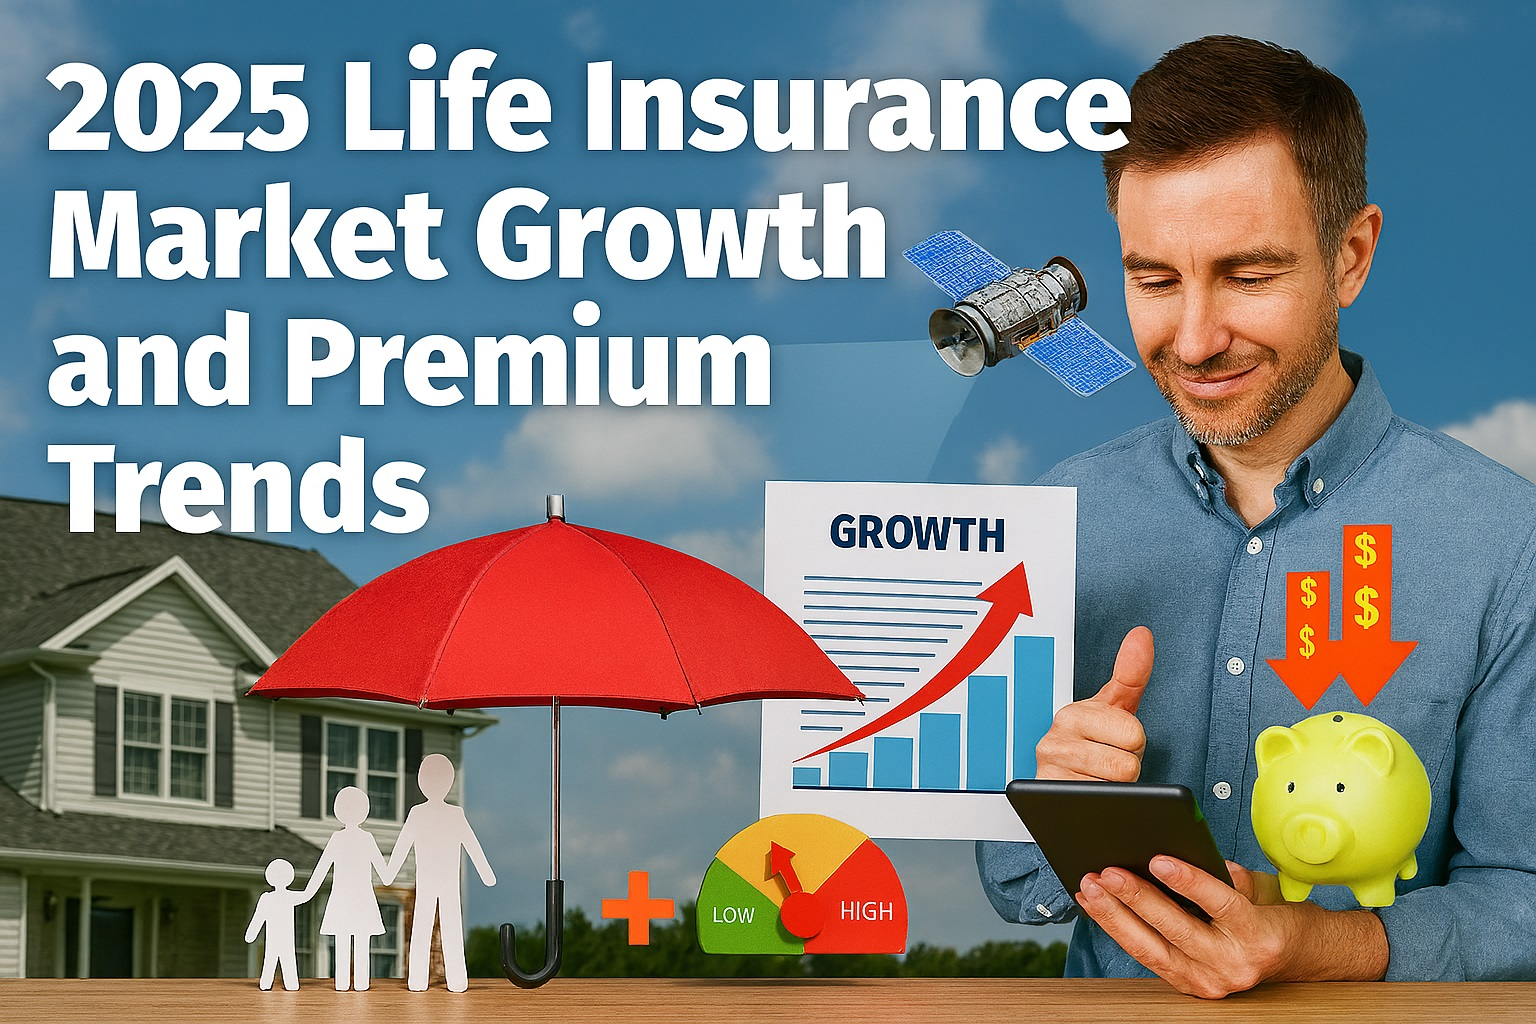 2025 Life Insurance
Market Growth
and Premium
Trends
GROWTH
$
$
$
$
LOW
HIGH